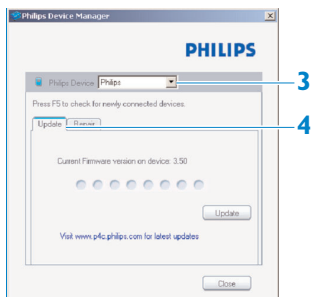 Philips Device Manager
PHILIPS
Philips Device Philips
3
Press F5 to check for newly connected devices.
Update Repair
4
Current Firmware version on device: 3.50
Update
Visit www.p4c.philips.com for latest updates
Close